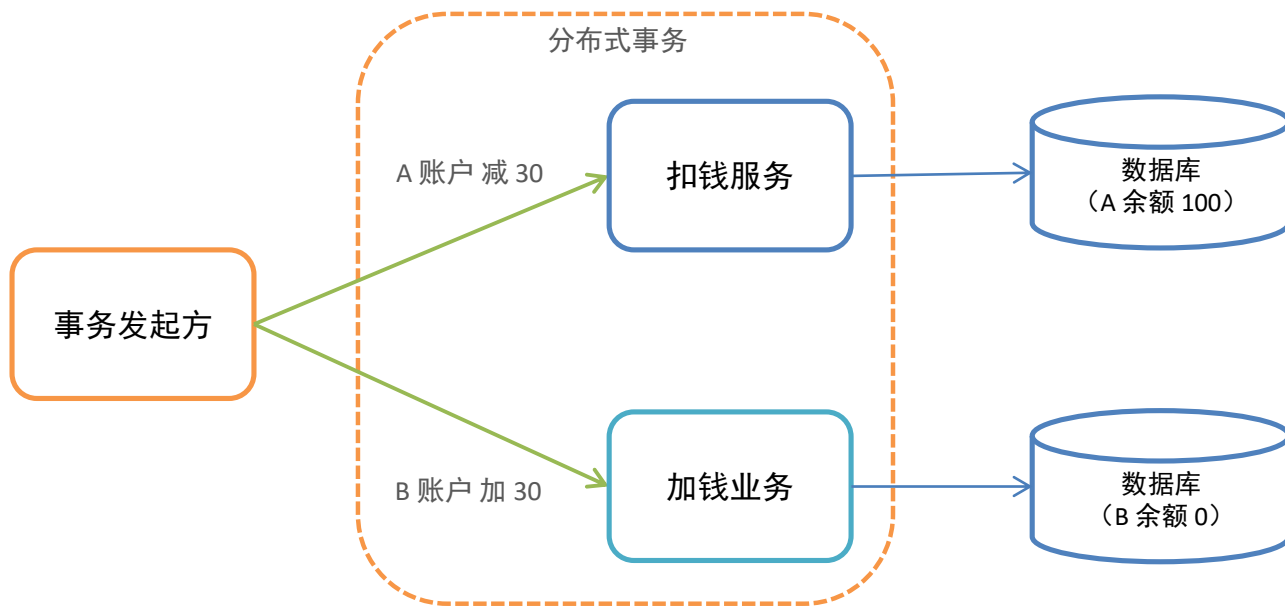 分布式事务
A 账户 减 30
扣钱服务
数据库
（A 余额 100）
事务发起方
B 账户 加 30
加钱业务
数据库
（B 余额 0）